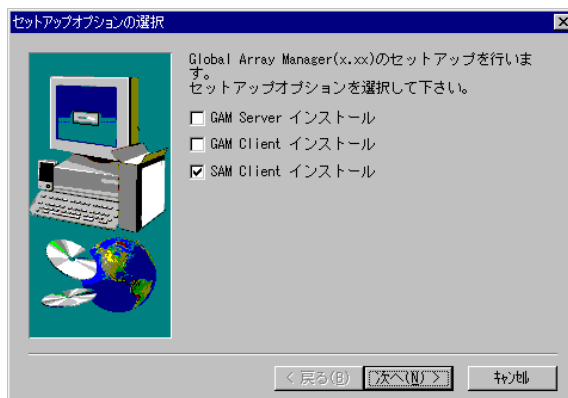 セットアップオプションの選択
Global Array Manager(x.xx)のセットアップを行いま
す。
セットアップオプションを選択して下さい。
GAM Server インストール
GAM Client インストール
SAM Client インストール
< 戻る(B)
次へ(N) >
キャンセル